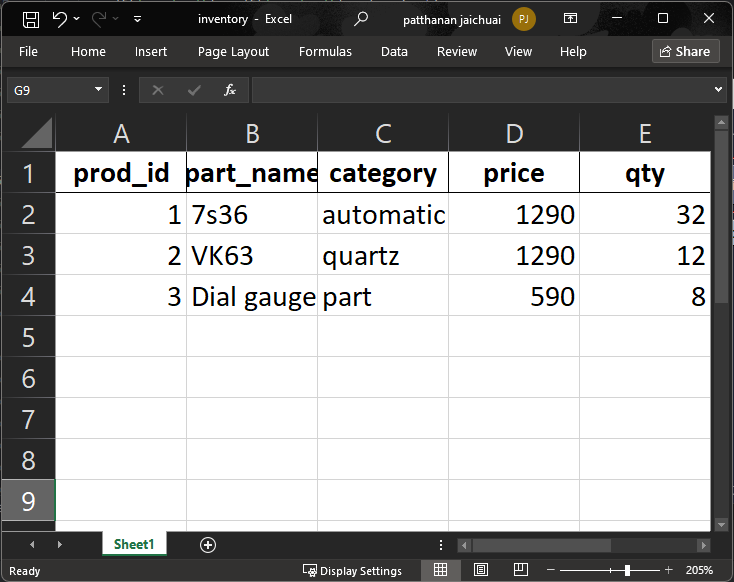 inventory - Excel
patthanan jaichuai
PJ
File Home Insert Page Layout Formulas Data Review View Help Share
G9 fx
A B C D E
1 prod_id part_name category price qty
2 1 7s36 automatic 1290 32
3 2 VK63 quartz 1290 12
4 3 Dial gauge part 590 8
5
6
7
8
9
Sheet1
Ready Display Settings 205%